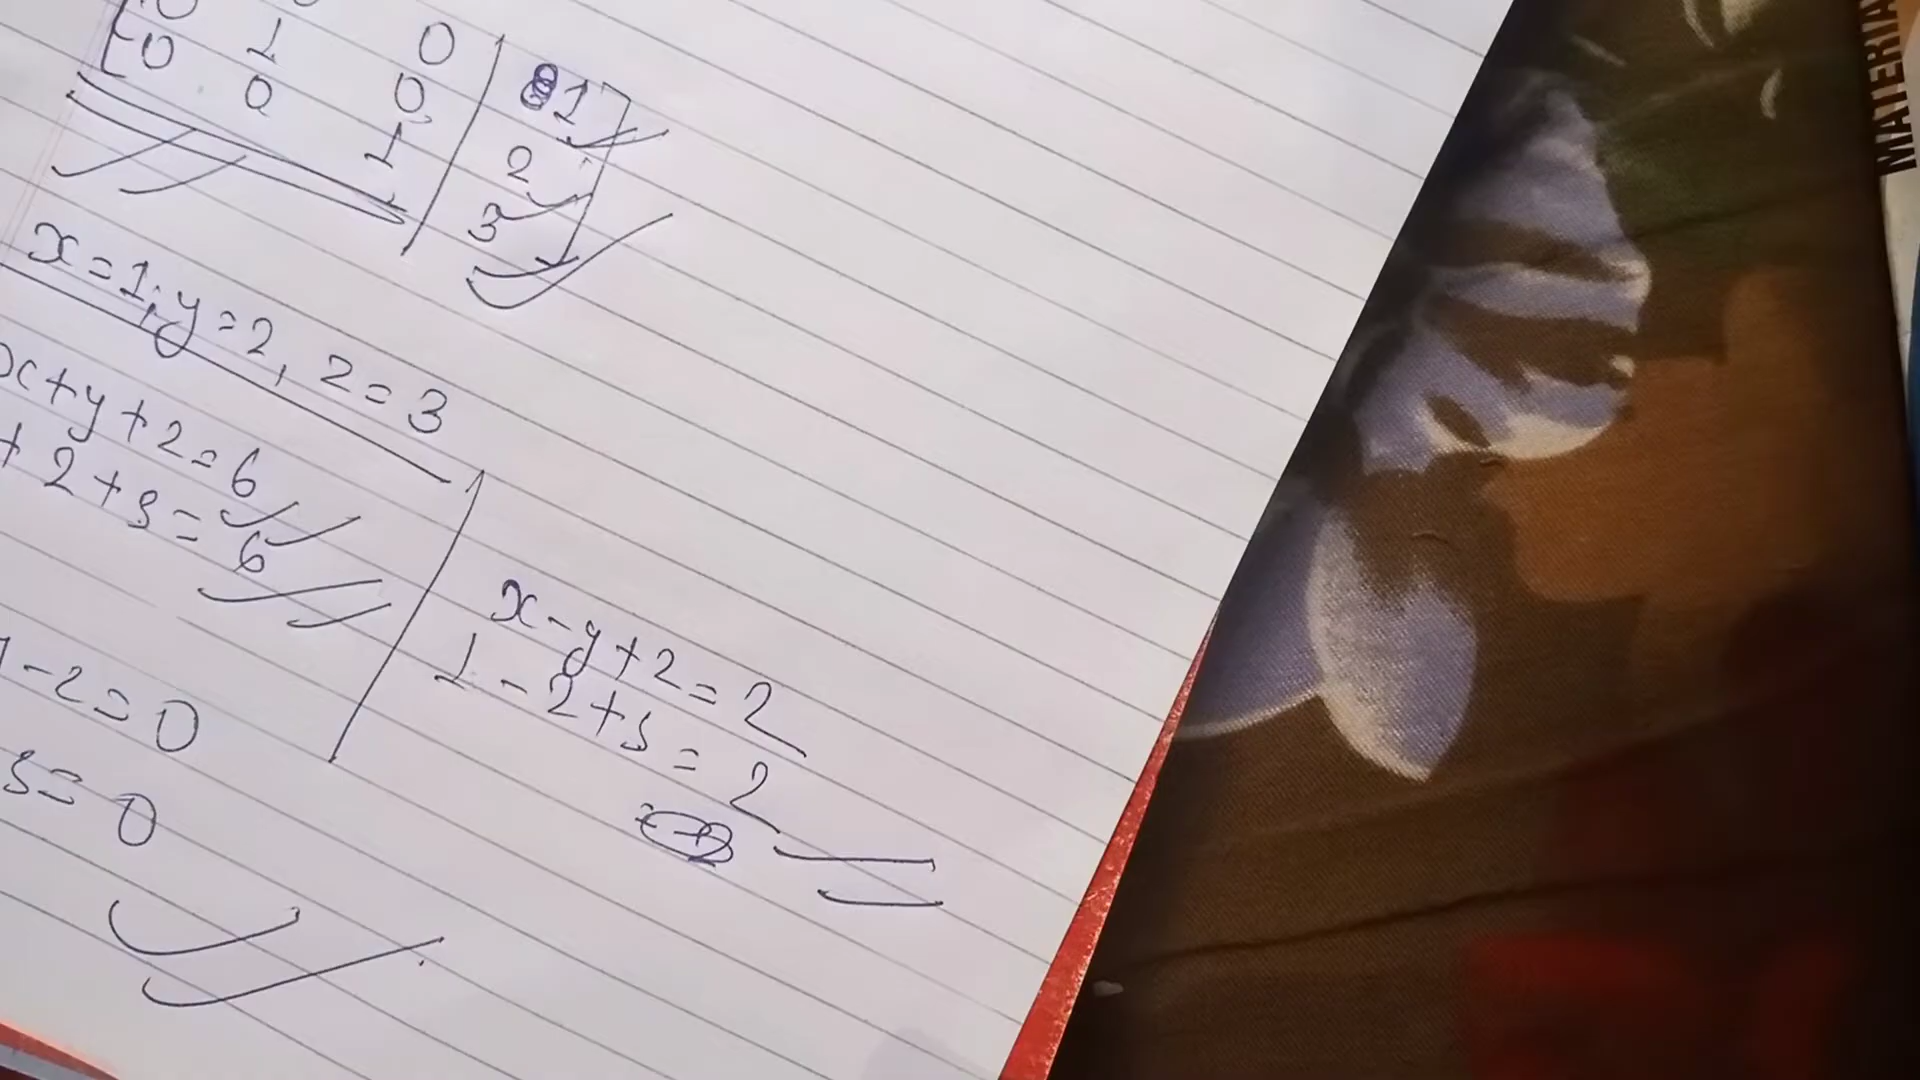 0 1 0 | 1
0 0 0 | 2
1 | 3
x=1, y=2, z=3
x+y+z=6
+2+3=6
-z=0
3=0
x-y+z=2
1-2+3=2
MATERIA